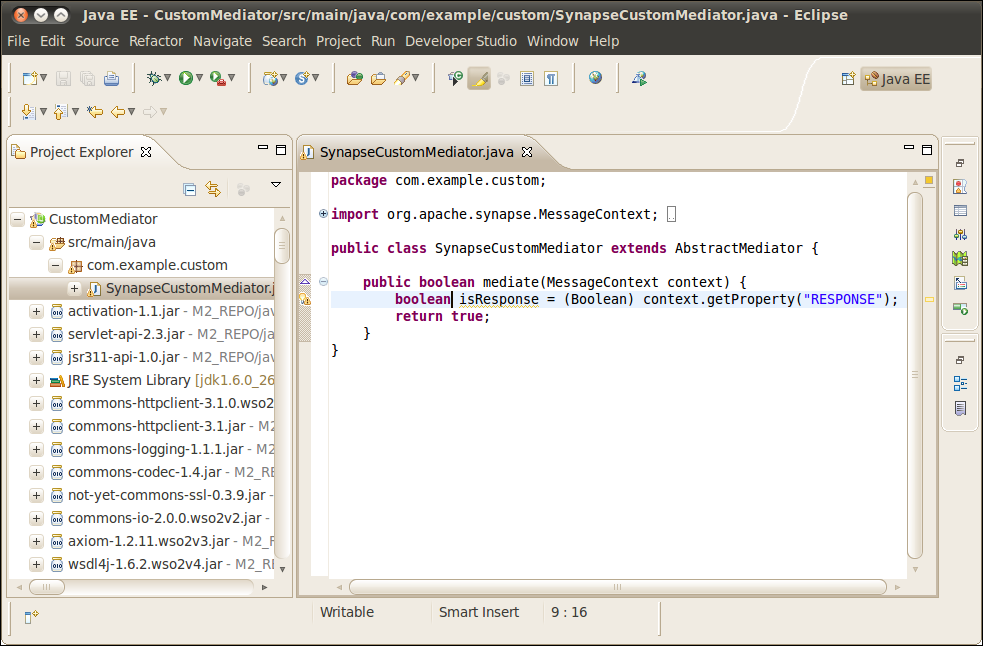 Java EE - CustomMediator/src/main/java/com/example/custom/SynapseCustomMediator.java - Eclipse
File Edit Source Refactor Navigate Search Project Run Developer Studio Window Help
Java EE
Project Explorer
SynapseCustomMediator.java
CustomMediator
src/main/java
com.example.custom
SynapseCustomMediator.j
activation-1.1.jar - M2_REPO/jav
servlet-api-2.3.jar - M2_REPO/ja
jsr311-api-1.0.jar - M2_REPO/jav
JRE System Library [jdk1.6.0_26
commons-httpclient-3.1.0.wso2
commons-httpclient-3.1.jar - M2
commons-logging-1.1.1.jar - M2
commons-codec-1.4.jar - M2_RE
not-yet-commons-ssl-0.3.9.jar -
commons-io-2.0.0.wso2v2.jar -
axiom-1.2.11.wso2v3.jar - M2_R
wsdl4j-1.6.2.wso2v4.jar - M2_RE
package com.example.custom;
import org.apache.synapse.MessageContext;
public class SynapseCustomMediator extends AbstractMediator {
public boolean mediate(MessageContext context) {
boolean isResponse = (Boolean) context.getProperty("RESPONSE");
return true;
}
}
Writable Smart Insert 9 : 16